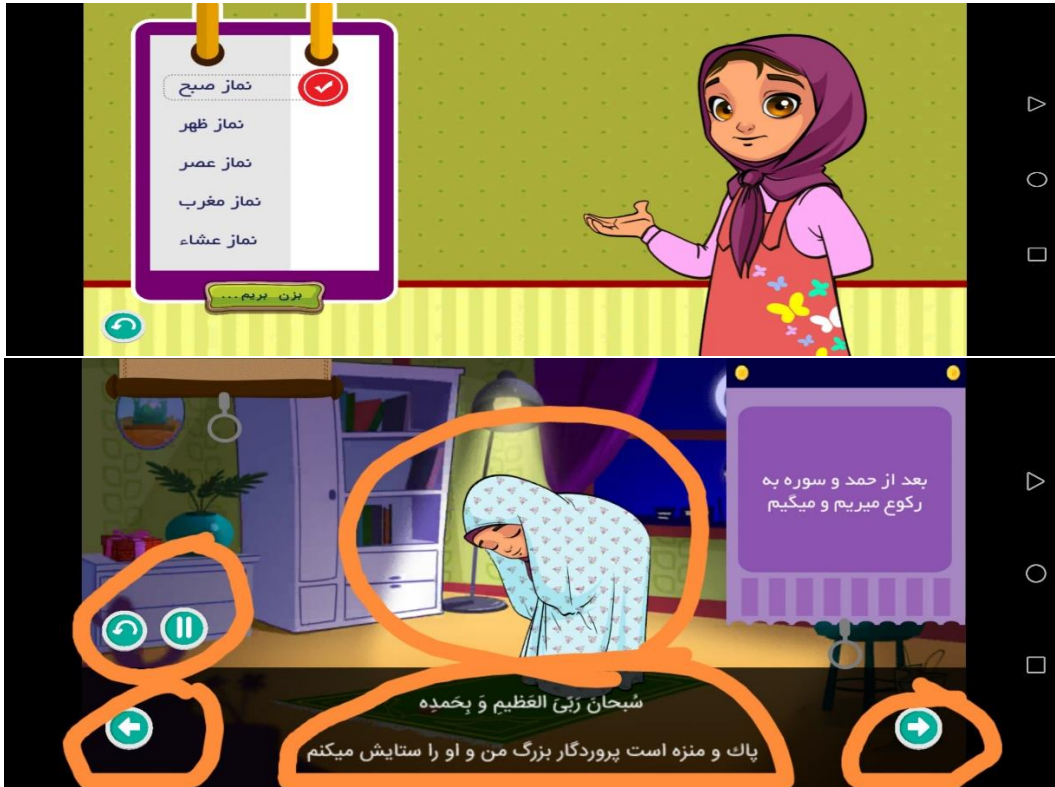 نماز صبح
نماز ظهر
نماز عصر
نماز مغرب
نماز عشاء
بزن بریم...
بعد از حمد و سوره به
رکوع میریم و میگیم
سُبحانَ رَبّیَ العَظیمِ وَ بِحَمدِه
پاک و منزه است پروردگار بزرگ من و او را ستایش میکنم